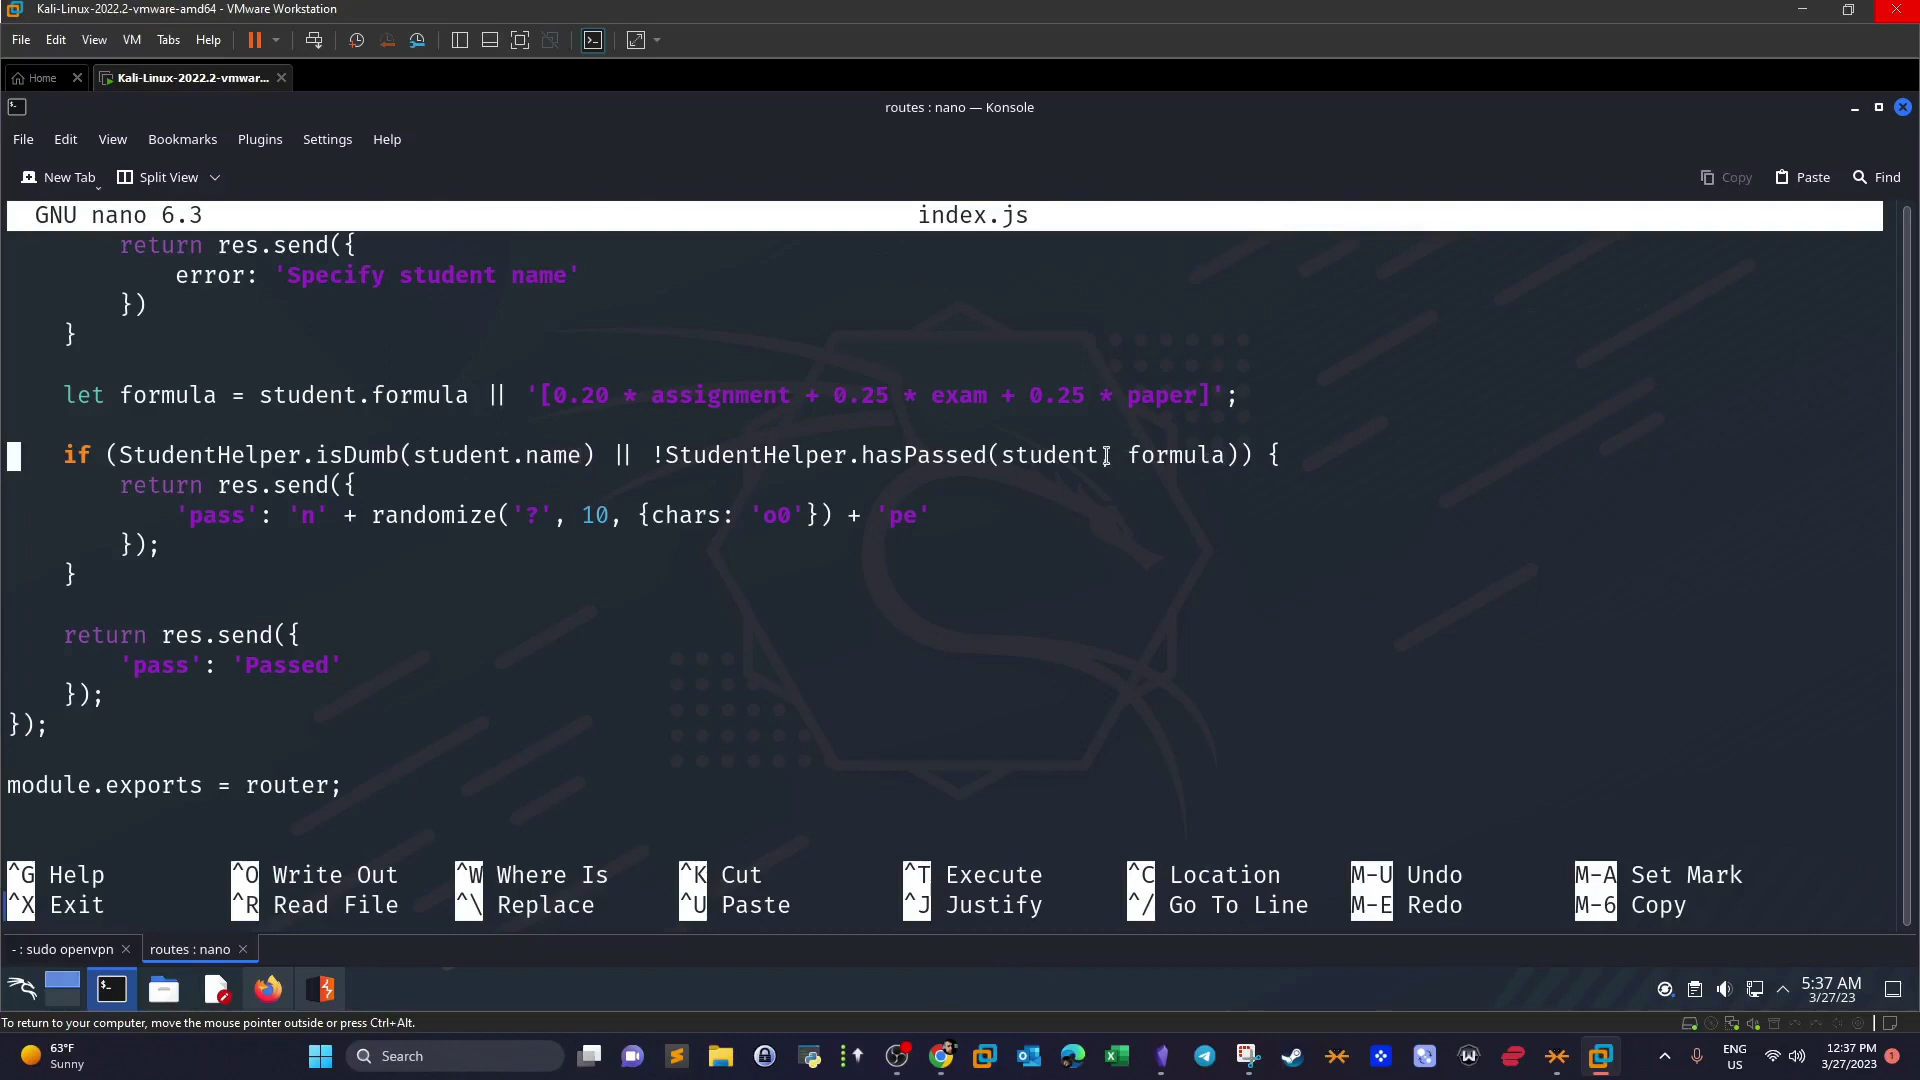 Kali-Linux-2022.2-vmware-amd64 - VMware Workstation
File Edit View VM Tabs Help
Home Kali-Linux-2022.2-vmwar...
routes : nano — Konsole
File Edit View Bookmarks Plugins Settings Help
New Tab Split View Copy Paste Find
GNU nano 6.3 index.js
return res.send({
error: 'Specify student name'
})
}
let formula = student.formula || '[0.20 * assignment + 0.25 * exam + 0.25 * paper]';
if (StudentHelper.isDumb(student.name) || !StudentHelper.hasPassed(student, formula)) {
return res.send({
'pass': 'n' + randomize('?', 10, {chars: 'o0'}) + 'pe'
});
}
return res.send({
'pass': 'Passed'
});
});
module.exports = router;
^G Help ^O Write Out ^W Where Is ^K Cut ^T Execute ^C Location M-U Undo M-A Set Mark
^X Exit ^R Read File ^\ Replace ^U Paste ^J Justify ^/ Go To Line M-E Redo M-6 Copy
- : sudo openvpn routes : nano
5:37 AM
3/27/23
To return to your computer, move the mouse pointer outside or press Ctrl+Alt.
63°F
Sunny
Search
ENG
US
12:37 PM
3/27/2023
1